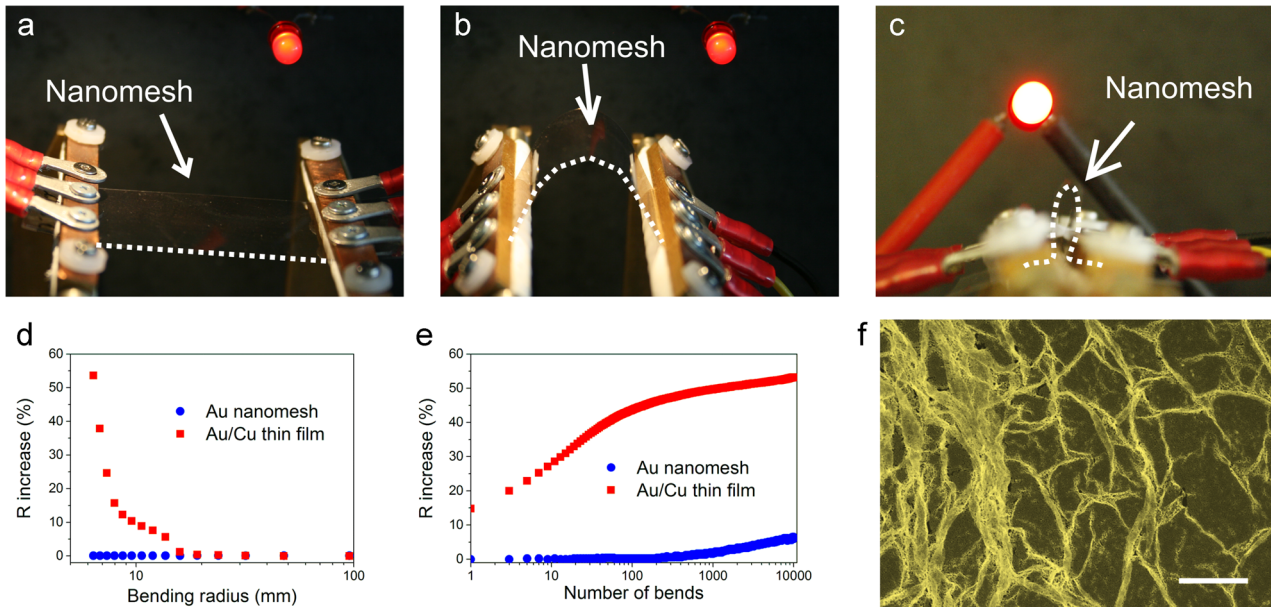 a
Nanomesh
b
Nanomesh
c
Nanomesh
d
R increase (%)
60
50
40
30
20
10
0
Au nanomesh
Au/Cu thin film
10
100
Bending radius (mm)
e
R increase (%)
60
50
40
30
20
10
0
Au nanomesh
Au/Cu thin film
1
10
100
1000
10000
Number of bends
f